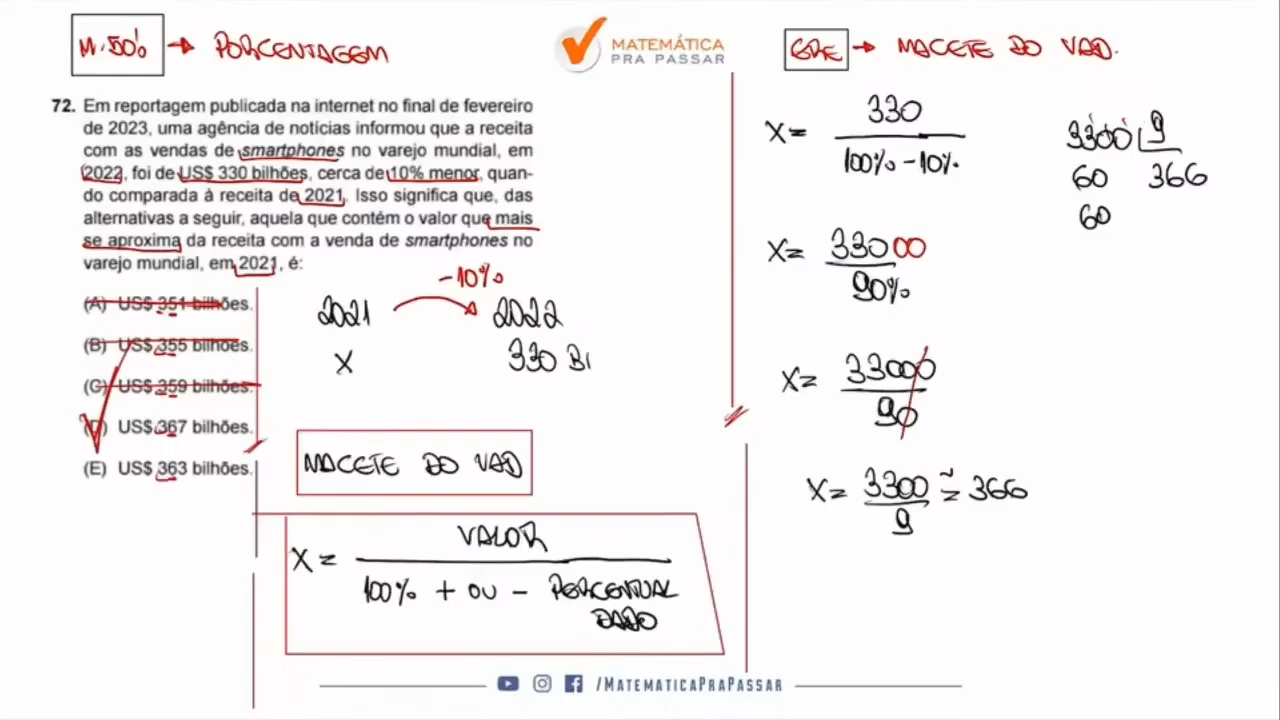 M.50% → PORCENTAGEM
MATEMÁTICA
PRA PASSAR
→ MACETE DO VAD.
72. Em reportagem publicada na internet no final de fevereiro
de 2023, uma agência de notícias informou que a receita
com as vendas de smartphones no varejo mundial, em
2022, foi de US$ 330 bilhões, cerca de 10% menor, quan-
do comparada à receita de 2021. Isso significa que, das
alternativas a seguir, aquela que contém o valor que mais
se aproxima da receita com a venda de smartphones no
varejo mundial, em 2021, é:
(A) US$ 351 bilhões.
(B) US$ 355 bilhões.
(C) US$ 359 bilhões.
(D) US$ 367 bilhões.
(E) US$ 363 bilhões.
-10%
2021 2022
X 330 BI
MACETE DO VAD
VALOR
X =
100% + ou - PERCENTUAL
DADO
330
X =
100% - 10%
3300 9
60 366
60
33000
X =
90%
33000
X =
90
X = 3300 ≅ 366
9
/MATEMATICAPRAPASSAR